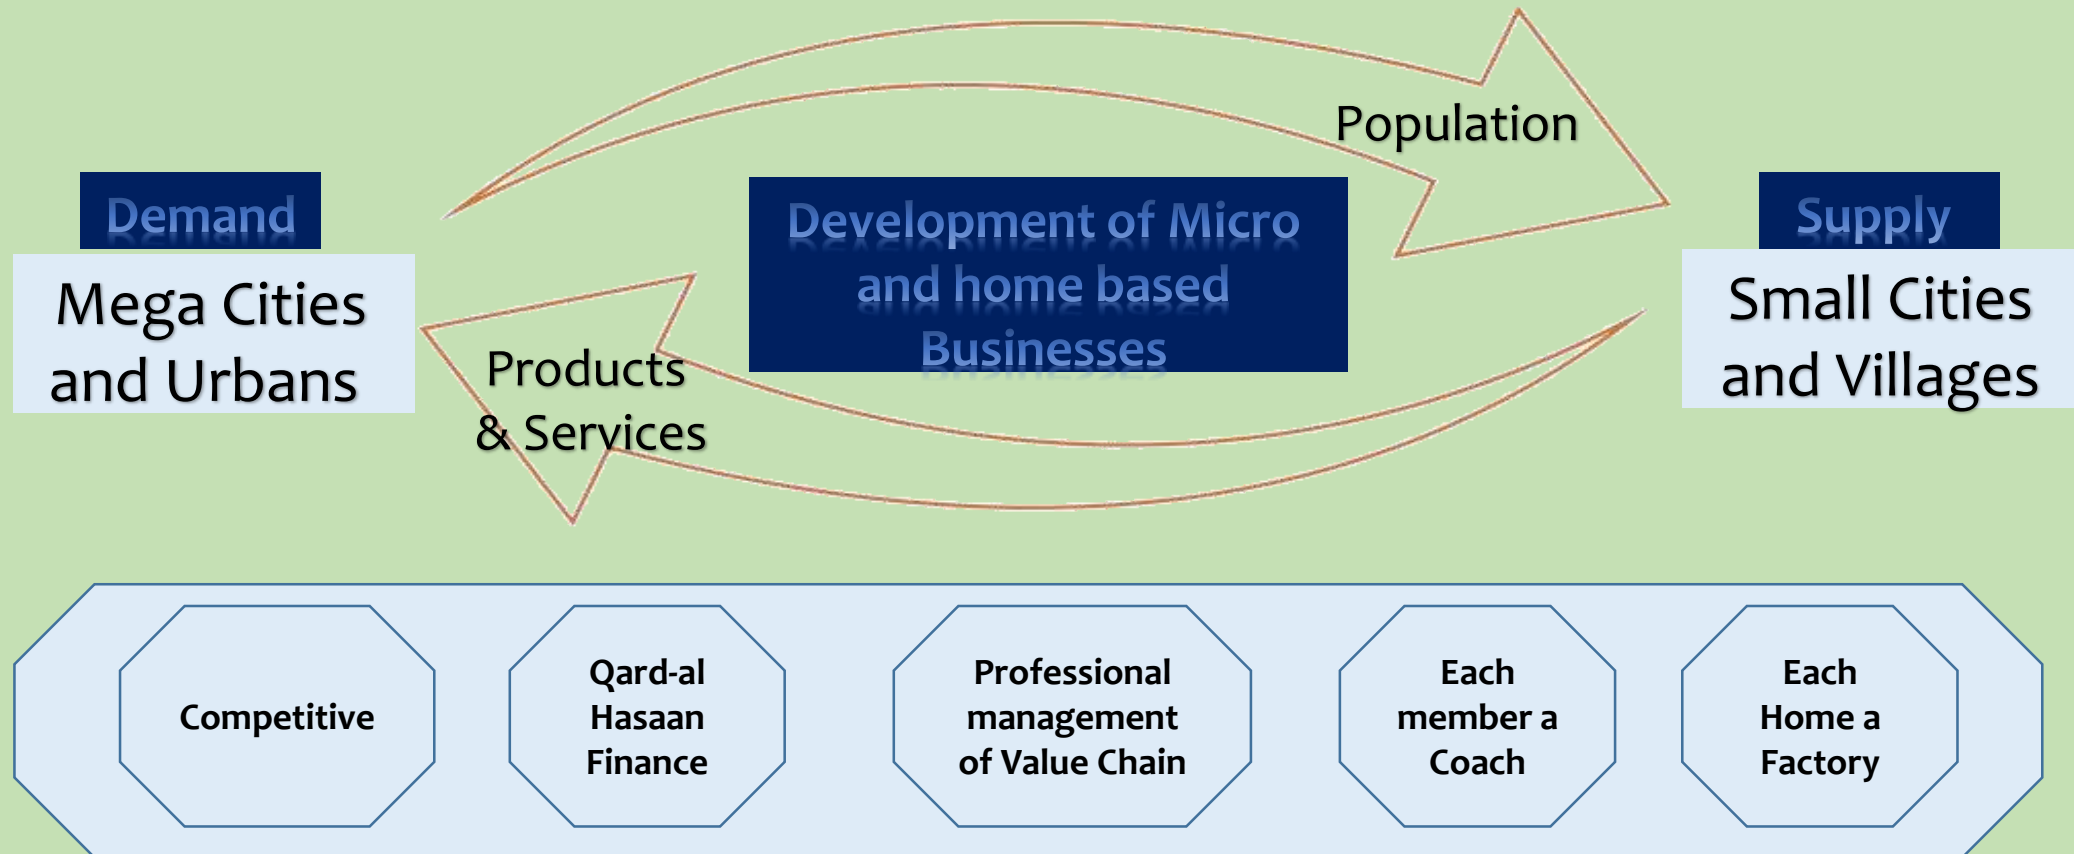 Population
Demand
Mega Cities
and Urbans
Development of Micro
and home based
Businesses
Supply
Small Cities
and Villages
Products
& Services
Competitive
Qard-al
Hasaan
Finance
Professional
management
of Value Chain
Each
member a
Coach
Each
Home a
Factory